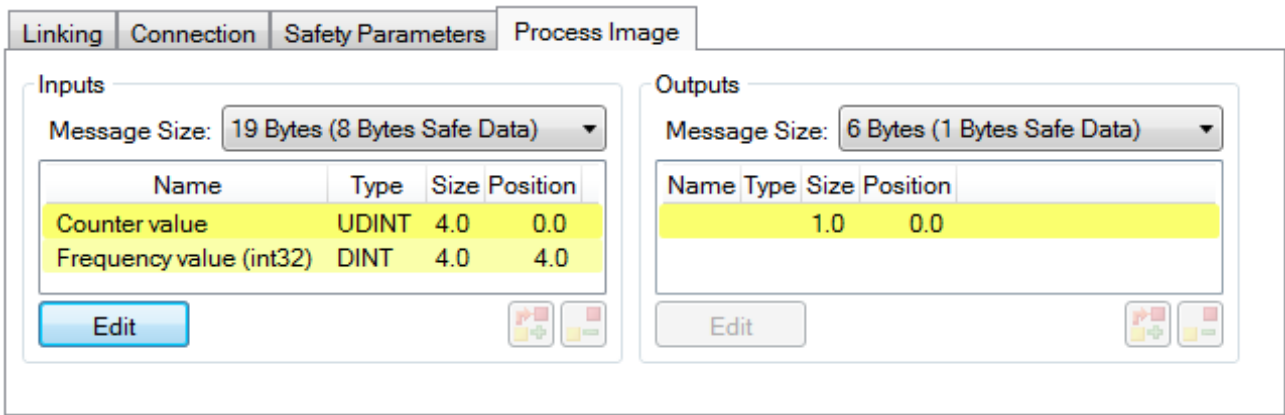 Linking Connection Safety Parameters Process Image
Inputs
Message Size: 19 Bytes (8 Bytes Safe Data)
Name Type Size Position
Counter value UDINT 4.0 0.0
Frequency value (int32) DINT 4.0 4.0
Edit
Outputs
Message Size: 6 Bytes (1 Bytes Safe Data)
Name Type Size Position
1.0 0.0
Edit